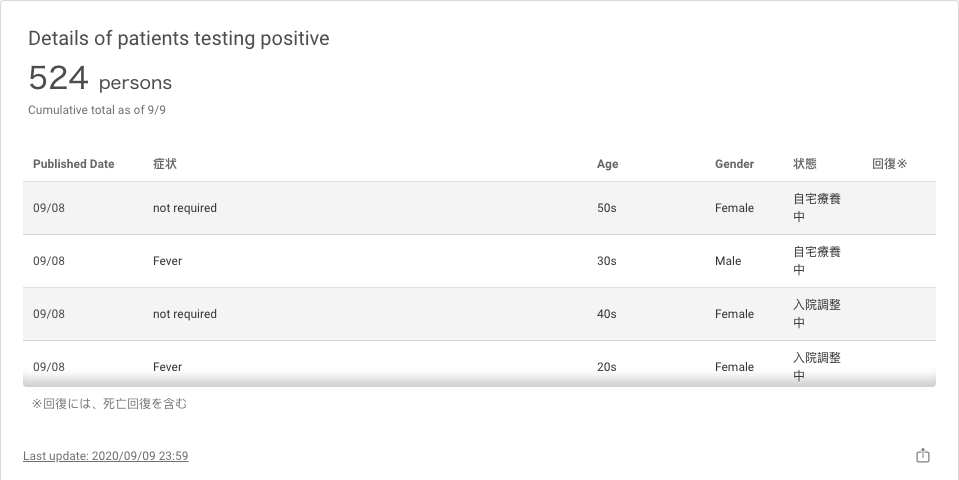 Details of patients testing positive
524 persons
Cumulative total as of 9/9
Published Date 症状 Age Gender 状態 回復※
09/08 not required 50s Female 自宅療養
中
09/08 Fever 30s Male 自宅療養
中
09/08 not required 40s Female 入院調整
中
09/08 Fever 20s Female 入院調整
中
※回復には、死亡回復を含む
Last update: 2020/09/09 23:59